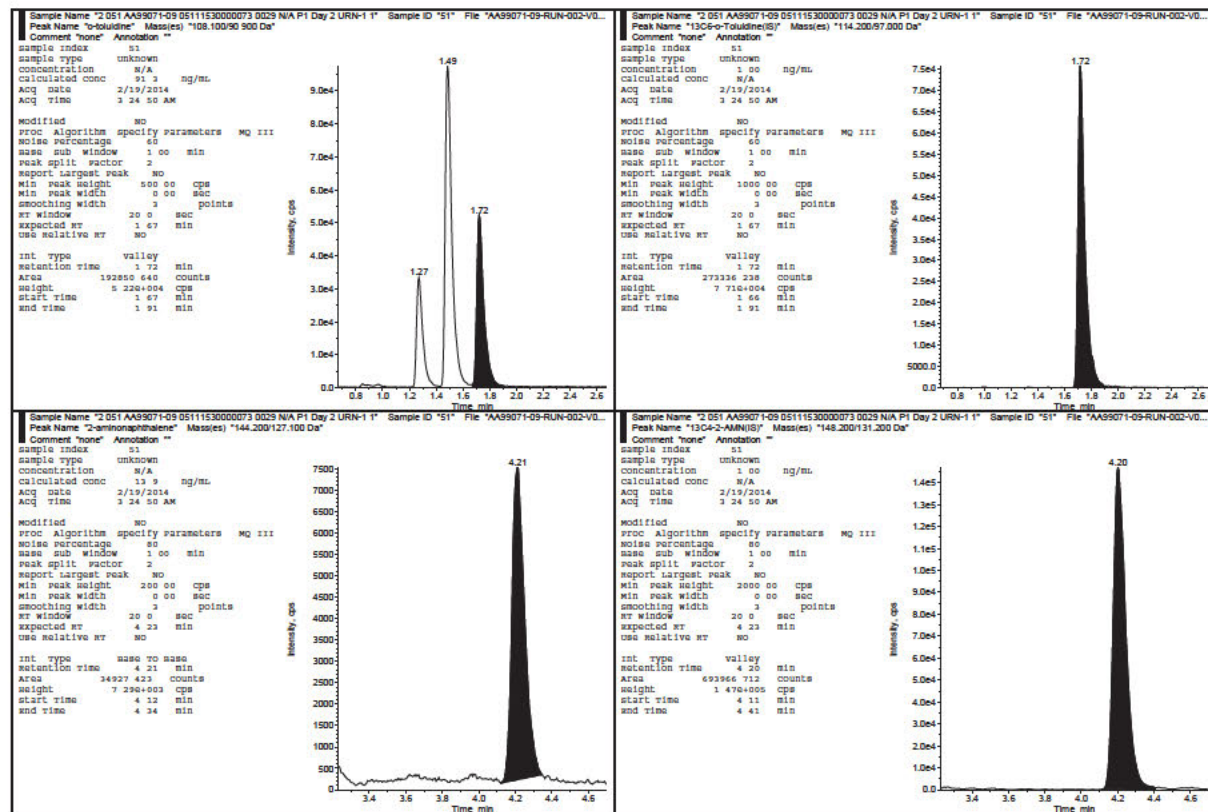 Sample Name "2 051 AA99071-09 05111530000073 0029 N/A P1 Day 2 URN-1 1" Sample ID "51" File "AA99071-09-RUN-002-V0...
Peak Name "o-toluidine" Mass(es) "108.100/90 900 Da"
Comment "none" Annotation ""
Sample Index 51
Sample Type Unknown
Concentration N/A
Calculated Conc 91 3 ng/mL
Acq Date 2/19/2014
Acq Time 3 24 50 AM
Modified NO
Proc Algorithm Specify Parameters MQ III
Noise Percentage 60
Base Sub Window 1 00 min
Peak Split Factor 2
Report Largest Peak NO
Min Peak Height 500 00 cps
Min Peak Width 0 00 sec
Smoothing Width 3 points
RT Window 20 0 sec
Expected RT 1 67 min
Use Relative RT NO
Int Type Valley
Retention Time 1 72 min
Area 192850 640 counts
Height 5 22e+004 cps
Start Time 1 67 min
End Time 1 91 min
Intensity, cps
9.0e4
8.0e4
7.0e4
6.0e4
5.0e4
4.0e4
3.0e4
2.0e4
1.0e4
0.0
1.49
1.72
1.27
0.8 1.0 1.2 1.4 1.6 1.8 2.0 2.2 2.4 2.6
Time, min
Sample Name "2 051 AA99071-09 05111530000073 0029 N/A P1 Day 2 URN-1 1" Sample ID "51" File "AA99071-09-RUN-002-V0...
Peak Name "13C6-o-Toluidine(IS)" Mass(es) "114.200/97.000 Da"
Comment "none" Annotation ""
Sample Index 51
Sample Type Unknown
Concentration 1 00 ng/mL
Calculated Conc N/A
Acq Date 2/19/2014
Acq Time 3 24 50 AM
Modified NO
Proc Algorithm Specify Parameters MQ III
Noise Percentage 60
Base Sub Window 1 00 min
Peak Split Factor 2
Report Largest Peak NO
Min Peak Height 1000 00 cps
Min Peak Width 0 00 sec
Smoothing Width 3 points
RT Window 20 0 sec
Expected RT 1 67 min
Use Relative RT NO
Int Type Valley
Retention Time 1 72 min
Area 273336 238 counts
Height 7 71e+004 cps
Start Time 1 66 min
End Time 1 91 min
Intensity, cps
7.5e4
7.0e4
6.5e4
6.0e4
5.5e4
5.0e4
4.5e4
4.0e4
3.5e4
3.0e4
2.5e4
2.0e4
1.5e4
1.0e4
5000.0
0.0
1.72
0.8 1.0 1.2 1.4 1.6 1.8 2.0 2.2 2.4 2.6
Time, min
Sample Name "2 051 AA99071-09 05111530000073 0029 N/A P1 Day 2 URN-1 1" Sample ID "51" File "AA99071-09-RUN-002-V0...
Peak Name "2-aminonaphthalene" Mass(es) "144.200/127.100 Da"
Comment "none" Annotation ""
Sample Index 51
Sample Type Unknown
Concentration N/A
Calculated Conc 13 9 ng/mL
Acq Date 2/19/2014
Acq Time 3 24 50 AM
Modified NO
Proc Algorithm Specify Parameters MQ III
Noise Percentage 80
Base Sub Window 1 00 min
Peak Split Factor 2
Report Largest Peak NO
Min Peak Height 200 00 cps
Min Peak Width 0 00 sec
Smoothing Width 3 points
RT Window 20 0 sec
Expected RT 4 23 min
Use Relative RT NO
Int Type Base To Base
Retention Time 4 21 min
Area 34927 423 counts
Height 7 29e+003 cps
Start Time 4 12 min
End Time 4 34 min
Intensity, cps
7500
7000
6500
6000
5500
5000
4500
4000
3500
3000
2500
2000
1500
1000
500
0
4.21
3.4 3.6 3.8 4.0 4.2 4.4 4.6
Time, min
Sample Name "2 051 AA99071-09 05111530000073 0029 N/A P1 Day 2 URN-1 1" Sample ID "51" File "AA99071-09-RUN-002-V0...
Peak Name "13C4-2-AMN(IS)" Mass(es) "148.200/131.200 Da"
Comment "none" Annotation ""
Sample Index 51
Sample Type Unknown
Concentration 1 00 ng/mL
Calculated Conc N/A
Acq Date 2/19/2014
Acq Time 3 24 50 AM
Modified NO
Proc Algorithm Specify Parameters MQ III
Noise Percentage 80
Base Sub Window 1 00 min
Peak Split Factor 2
Report Largest Peak NO
Min Peak Height 2000 00 cps
Min Peak Width 0 00 sec
Smoothing Width 3 points
RT Window 20 0 sec
Expected RT 4 23 min
Use Relative RT NO
Int Type Valley
Retention Time 4 20 min
Area 693966 712 counts
Height 1 47e+005 cps
Start Time 4 11 min
End Time 4 41 min
Intensity, cps
1.4e5
1.3e5
1.2e5
1.1e5
1.0e5
9.0e4
8.0e4
7.0e4
6.0e4
5.0e4
4.0e4
3.0e4
2.0e4
1.0e4
0.0
4.20
3.4 3.6 3.8 4.0 4.2 4.4 4.6
Time, min